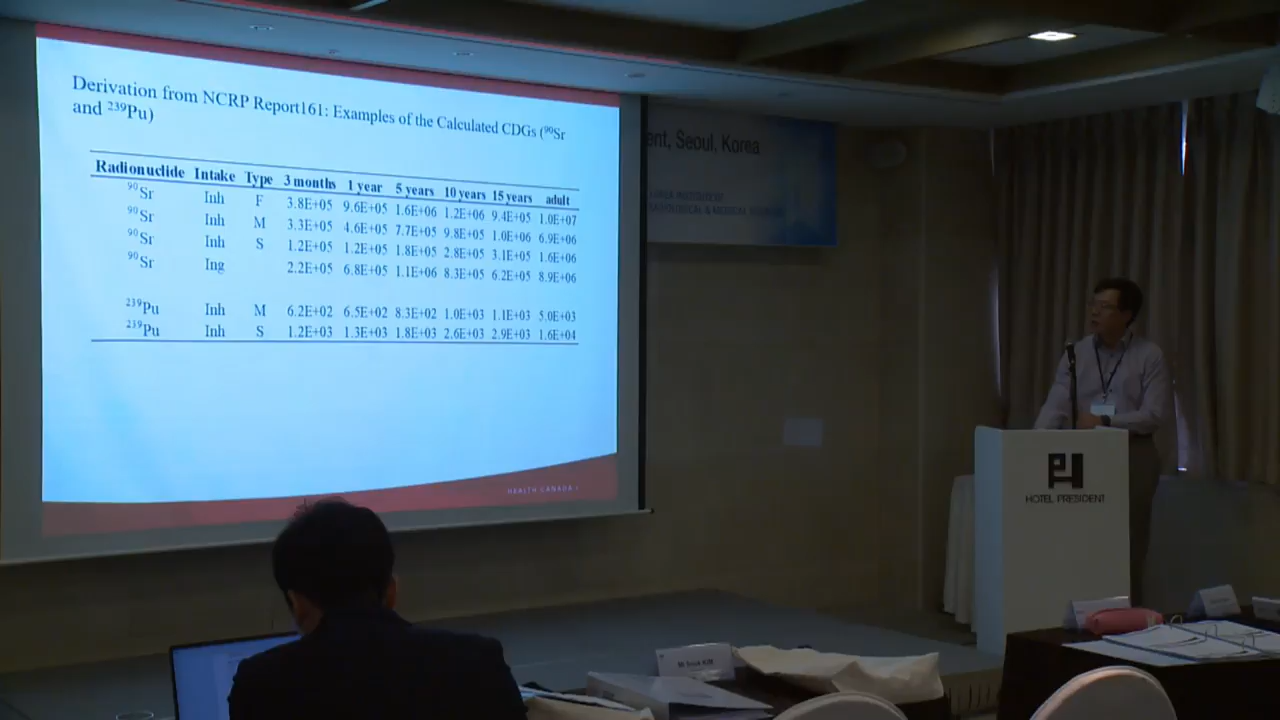 Derivation from NCRP Report161: Examples of the Calculated CDGs (⁹⁰Sr
and ²³⁹Pu)
Radionuclide Intake Type 3 months 1 year 5 years 10 years 15 years adult
⁹⁰Sr Inh F 3.8E+05 9.6E+05 1.6E+06 1.2E+06 9.4E+05 1.0E+07
⁹⁰Sr Inh M 3.3E+05 4.6E+05 7.7E+05 9.8E+05 1.0E+06 6.9E+06
⁹⁰Sr Inh S 1.2E+05 1.2E+05 1.8E+05 2.8E+05 3.1E+05 1.6E+06
⁹⁰Sr Ing 2.2E+05 6.8E+05 1.1E+06 8.3E+05 6.2E+05 8.9E+06
²³⁹Pu Inh M 6.2E+02 6.5E+02 8.3E+02 1.0E+03 1.1E+03 5.0E+03
²³⁹Pu Inh S 1.2E+03 1.3E+03 1.8E+03 2.6E+03 2.9E+03 1.6E+04
HEALTH CANADA
ent, Seoul, Korea
& MEDICAL
HOTEL PRESIDENT